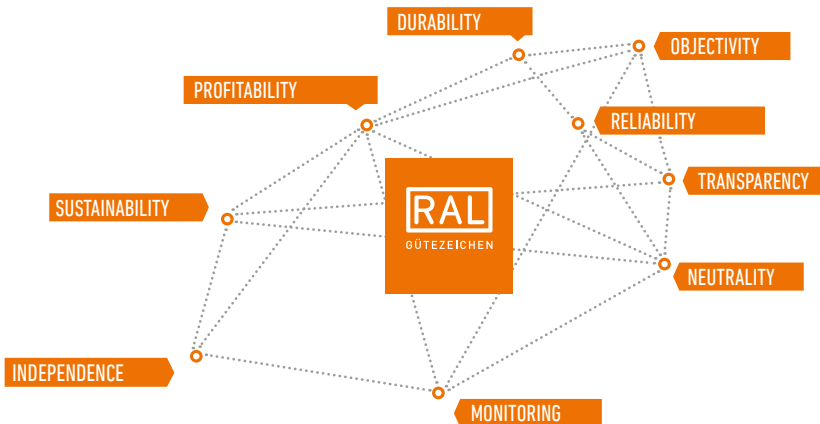 DURABILITY
OBJECTIVITY
PROFITABILITY
RELIABILITY
TRANSPARENCY
SUSTAINABILITY
RAL
GÜTEZEICHEN
NEUTRALITY
INDEPENDENCE
MONITORING